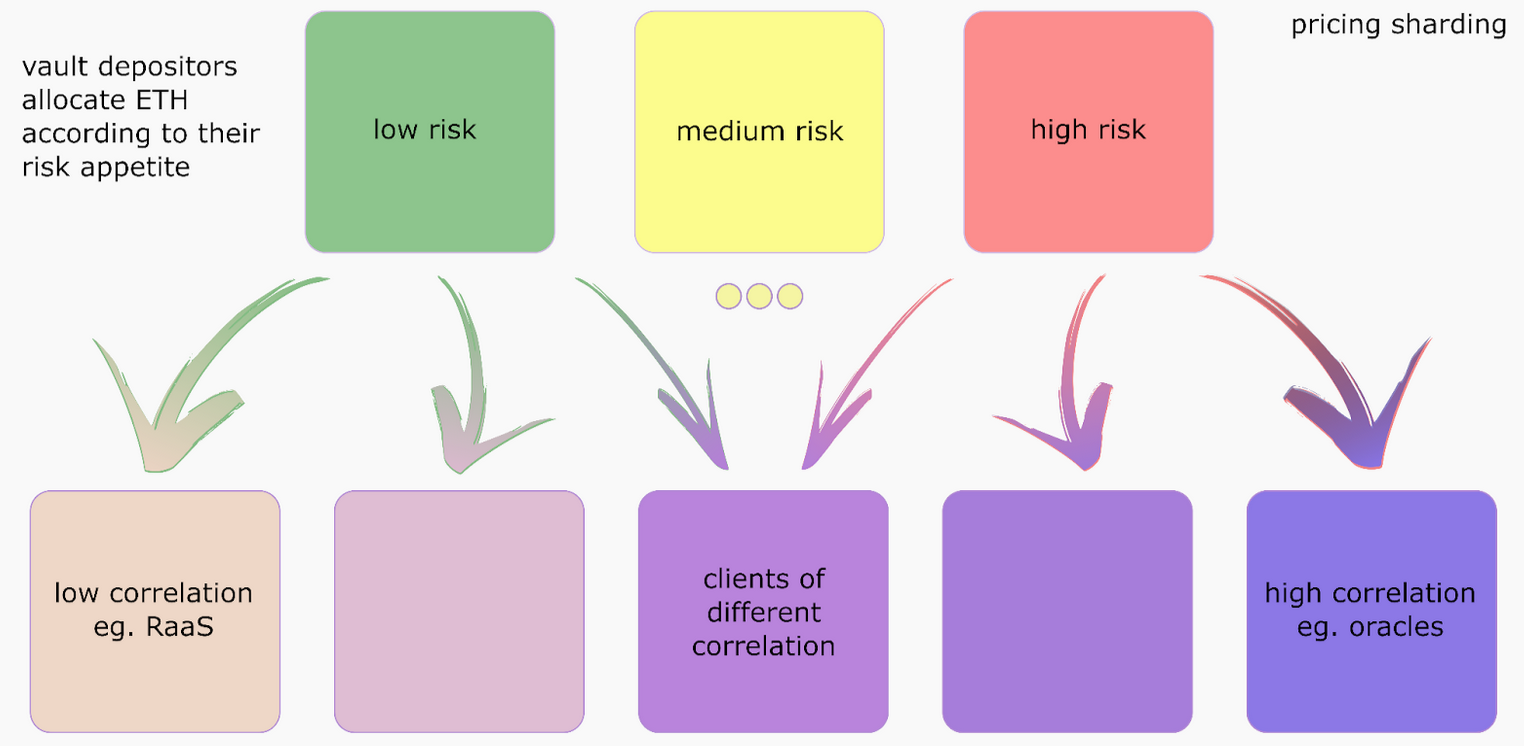 pricing sharding
vault depositors
allocate ETH
according to their
risk appetite
low risk
medium risk
high risk
low correlation
eg. RaaS
clients of
different
correlation
high correlation
eg. oracles